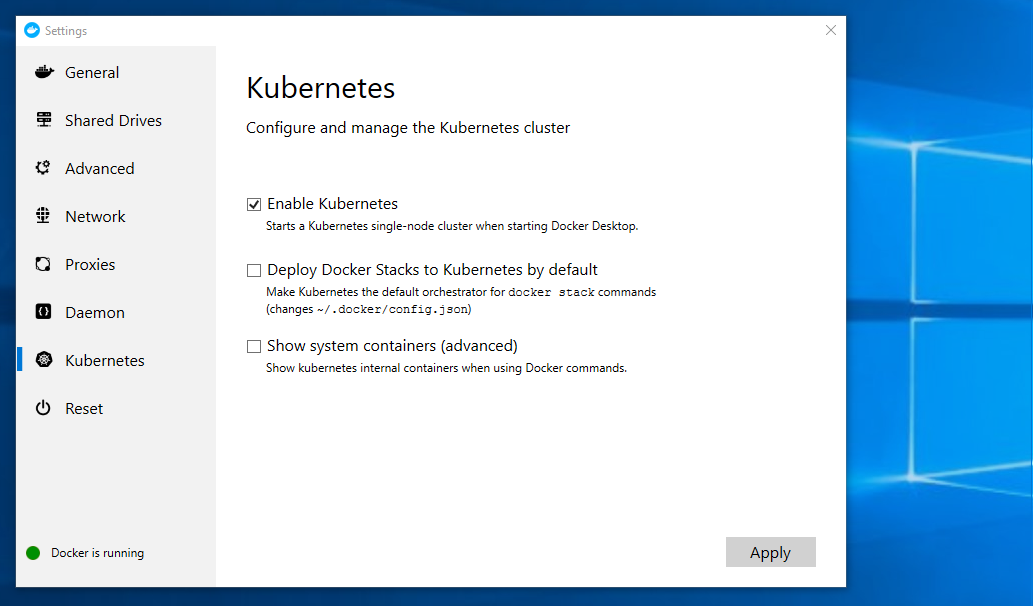 Settings
General
Shared Drives
Advanced
Network
Proxies
Daemon
Kubernetes
Reset
Docker is running
Kubernetes
Configure and manage the Kubernetes cluster
Enable Kubernetes
Starts a Kubernetes single-node cluster when starting Docker Desktop.
Deploy Docker Stacks to Kubernetes by default
Make Kubernetes the default orchestrator for docker stack commands
(changes ~/.docker/config.json)
Show system containers (advanced)
Show kubernetes internal containers when using Docker commands.
Apply